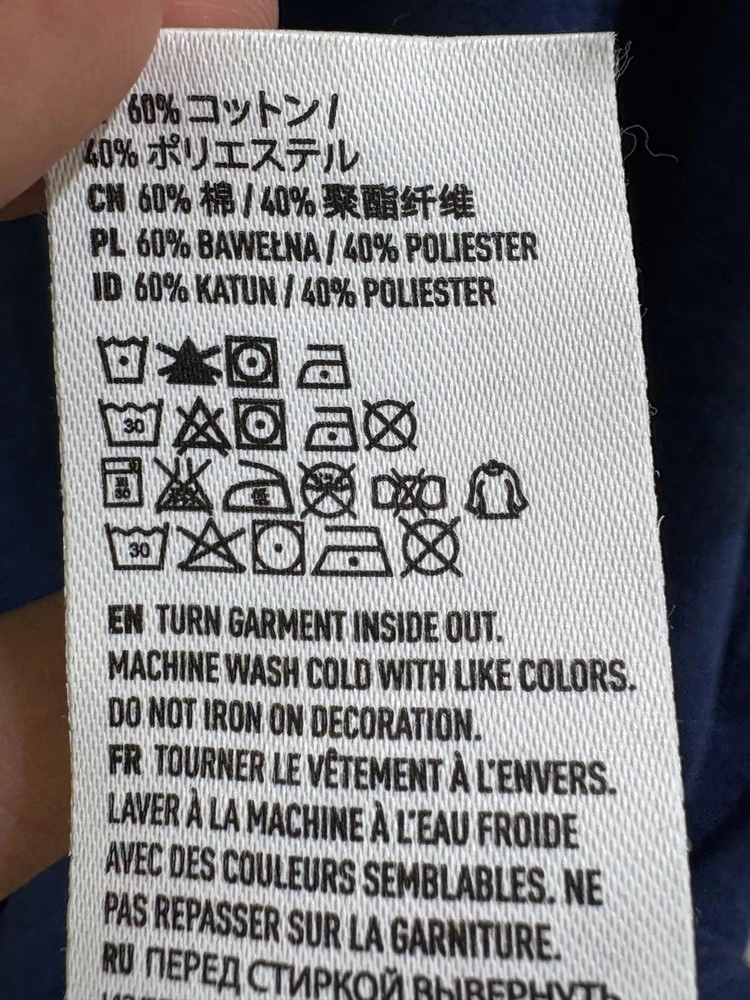 60% コットン /
40% ポリエステル
CN 60% 棉 / 40% 聚酯纤维
PL 60% BAWEŁNA / 40% POLIESTER
ID 60% KATUN / 40% POLIESTER
30
低
30
EN TURN GARMENT INSIDE OUT.
MACHINE WASH COLD WITH LIKE COLORS.
DO NOT IRON ON DECORATION.
FR TOURNER LE VÊTEMENT À L'ENVERS.
LAVER À LA MACHINE À L'EAU FROIDE
AVEC DES COULEURS SEMBLABLES. NE
PAS REPASSER SUR LA GARNITURE.
RU ПЕРЕД СТИРКОЙ ВЫВЕРНУТЬ